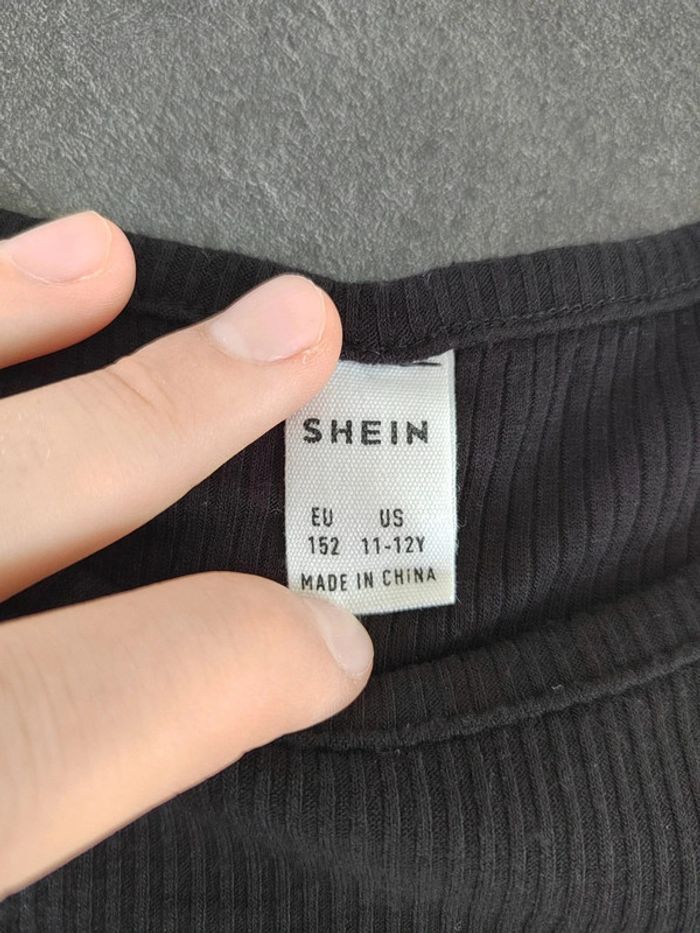 SHEIN
EU US
152 11-12Y
MADE IN CHINA